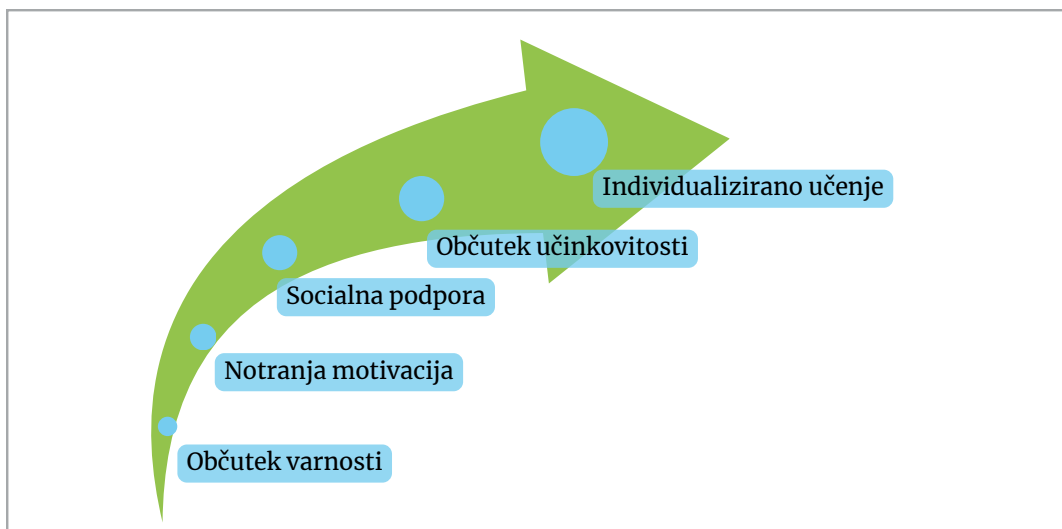 Individualizirano učenje
Občutek učinkovitosti
Socialna podpora
Notranja motivacija
Občutek varnosti